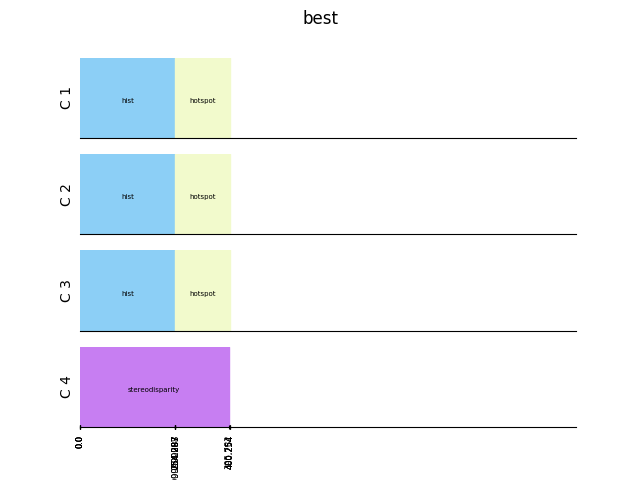 best
C 1
hist
hotspot
C 2
hist
hotspot
C 3
hist
hotspot
C 4
stereodisparity
0.0